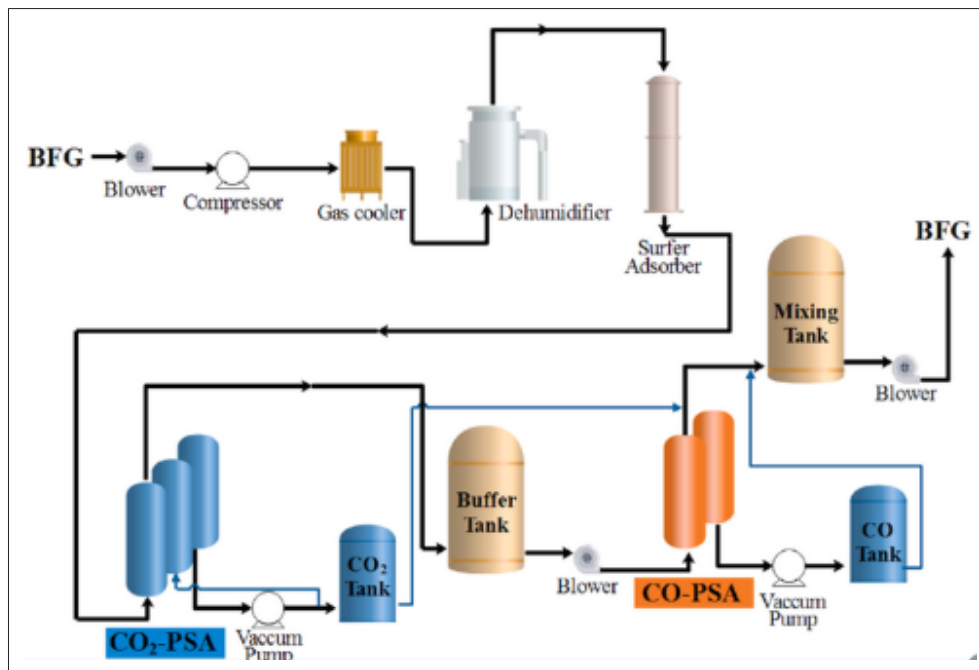 BFG
Blower
Compressor
Gas cooler
Dehumidifier
Surfer
Adsorber
BFG
Mixing
Tank
Blower
Buffer
Tank
CO₂
Tank
CO
Tank
Blower
CO₂-PSA
Vaccum
Pump
CO-PSA
Vaccum
Pump